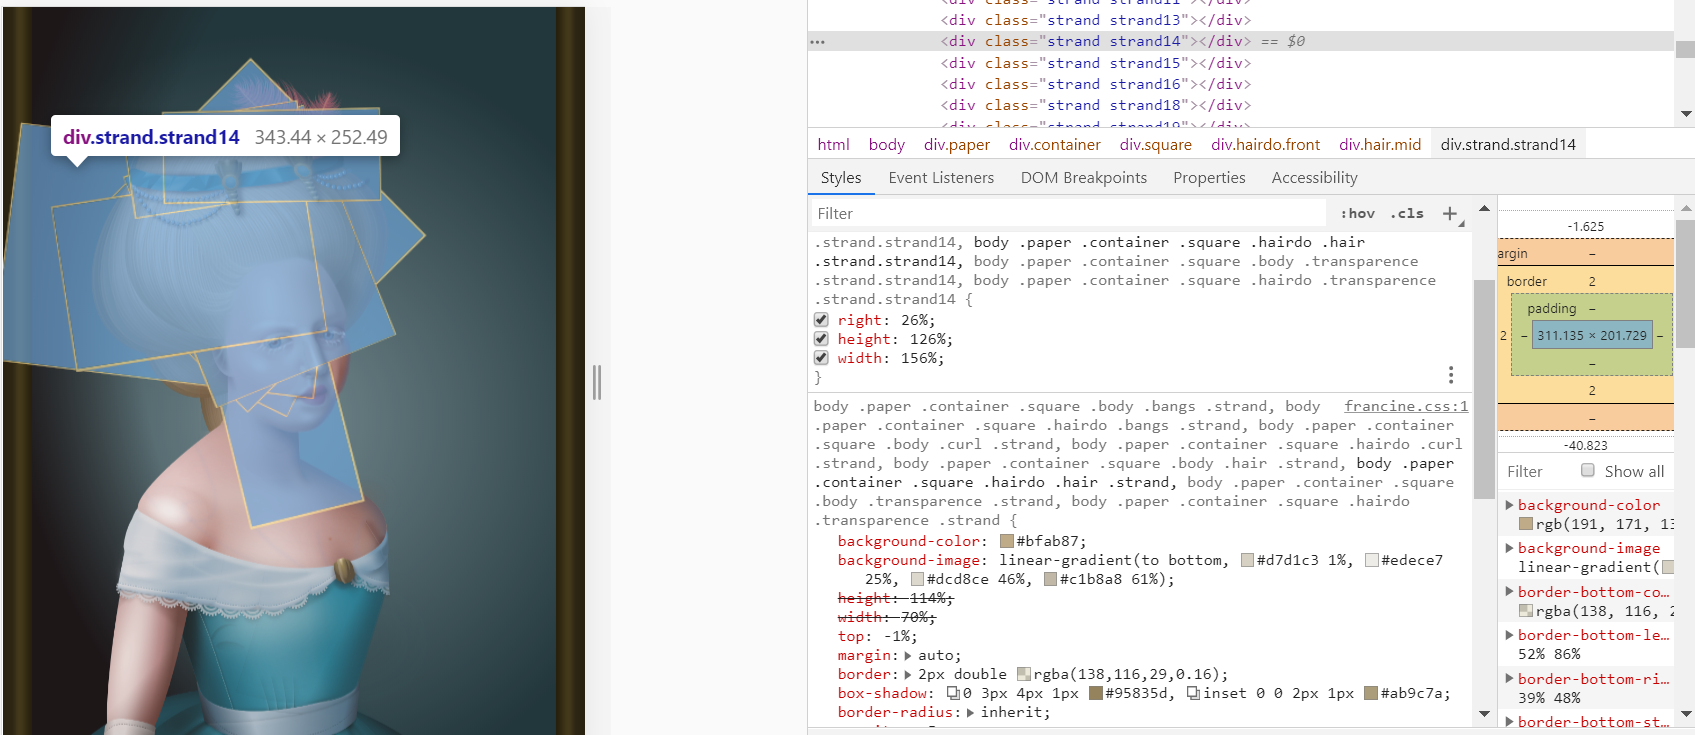 div.strand.strand14 343.44 × 252.49
<div class="strand strand13"></div>
<div class="strand strand14"></div> == $0
<div class="strand strand15"></div>
<div class="strand strand16"></div>
<div class="strand strand18"></div>
html body div.paper div.container div.square div.hairdo.front div.hair.mid div.strand.strand14
Styles Event Listeners DOM Breakpoints Properties Accessibility
Filter :hov .cls +
.strand.strand14, body .paper .container .square .hairdo .hair
.strand.strand14, body .paper .container .square .body .transparence
.strand.strand14, body .paper .container .square .hairdo .transparence
.strand.strand14 {
right: 26%;
height: 126%;
width: 156%;
}
body .paper .container .square .body .bangs .strand, body francine.css:1
.paper .container .square .hairdo .bangs .strand, body .paper .container
.square .body .curl .strand, body .paper .container .square .hairdo .curl
.strand, body .paper .container .square .body .hair .strand, body .paper
.container .square .hairdo .hair .strand, body .paper .container .square
.body .transparence .strand, body .paper .container .square .hairdo
.transparence .strand {
background-color: #bfab87;
background-image: linear-gradient(to bottom, #d7d1c3 1%, #edece7
25%, #dcd8ce 46%, #c1b8a8 61%);
height: 114%;
width: 70%;
top: -1%;
margin: auto;
border: 2px double rgba(138,116,29,0.16);
box-shadow: 0 3px 4px 1px #95835d, inset 0 0 2px 1px #ab9c7a;
border-radius: inherit;
-1.625
argin –
border 2
padding –
2 – 311.135 × 201.729 –
–
2
–
-40.823
Filter Show all
background-color
rgb(191, 171, 13
background-image
linear-gradient(
border-bottom-co…
rgba(138, 116, 2
border-bottom-le…
52% 86%
border-bottom-ri…
39% 48%
border-bottom-st…